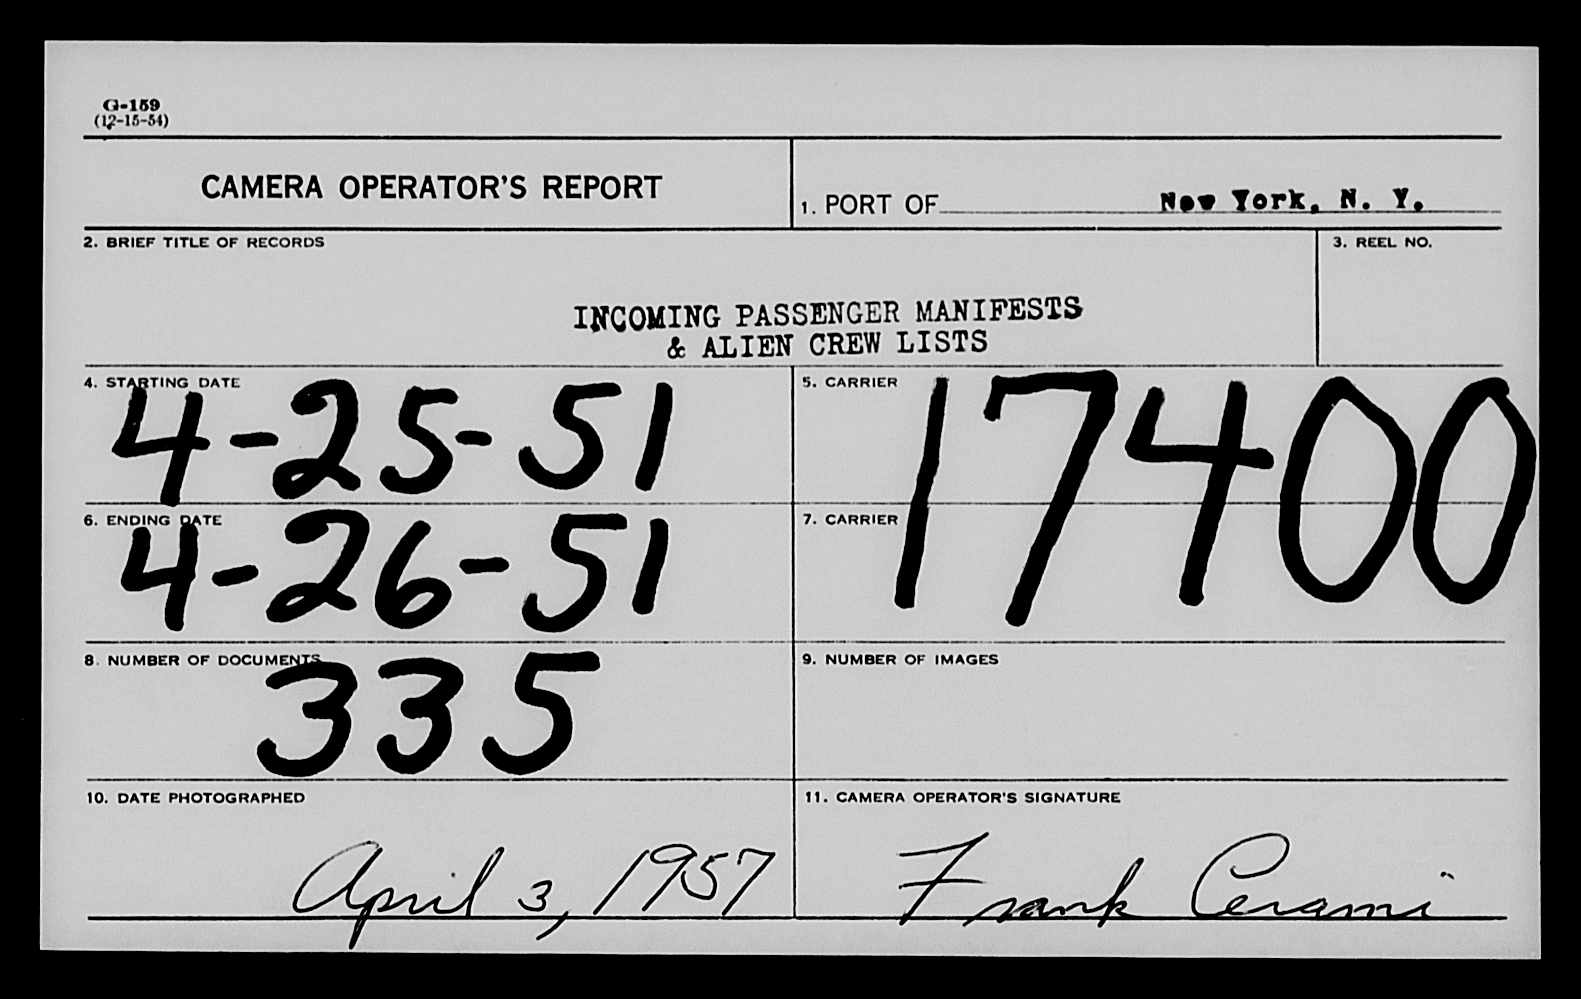 G-159
(12-15-54)
CAMERA OPERATOR'S REPORT
1. PORT OF New York, N. Y.
2. BRIEF TITLE OF RECORDS
3. REEL NO.
INCOMING PASSENGER MANIFESTS
& ALIEN CREW LISTS
4. STARTING DATE
4-25-51
5. CARRIER
17400
6. ENDING DATE
4-26-51
7. CARRIER
8. NUMBER OF DOCUMENTS
335
9. NUMBER OF IMAGES
10. DATE PHOTOGRAPHED
April 3, 1957
11. CAMERA OPERATOR'S SIGNATURE
Frank Cerami